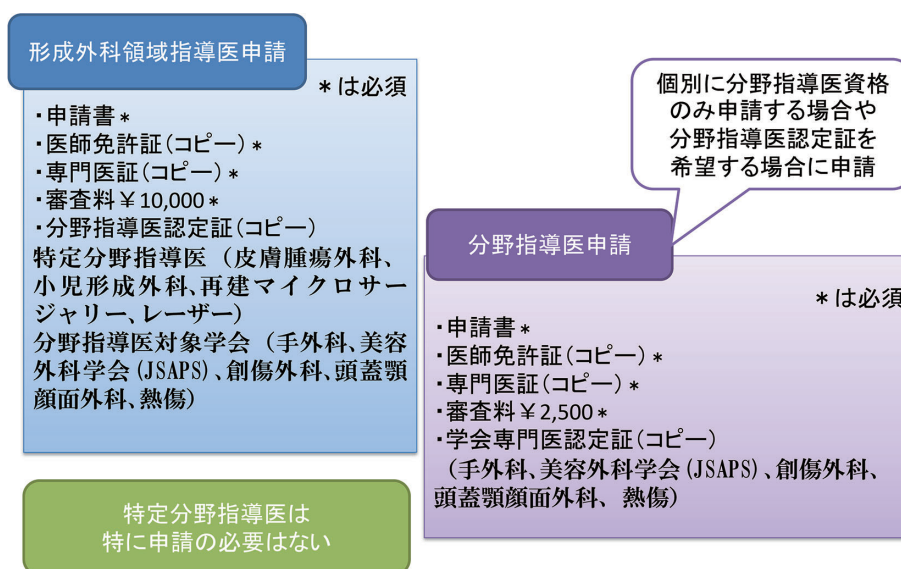 形成外科領域指導医申請
＊は必須
・申請書＊
・医師免許証（コピー）＊
・専門医証（コピー）＊
・審査料￥10,000＊
・分野指導医認定証（コピー）
特定分野指導医（皮膚腫瘍外科、
小児形成外科、再建マイクロサー
ジャリー、レーザー）
分野指導医対象学会（手外科、美容
外科学会（JSAPS）、創傷外科、頭蓋顎
顔面外科、熱傷）
特定分野指導医は
特に申請の必要はない
個別に分野指導医資格
のみ申請する場合や
分野指導医認定証を
希望する場合に申請
分野指導医申請
＊は必須
・申請書＊
・医師免許証（コピー）＊
・専門医証（コピー）＊
・審査料￥2,500＊
・学会専門医認定証（コピー）
（手外科、美容外科学会（JSAPS）、創傷外科、
頭蓋顎顔面外科、熱傷）